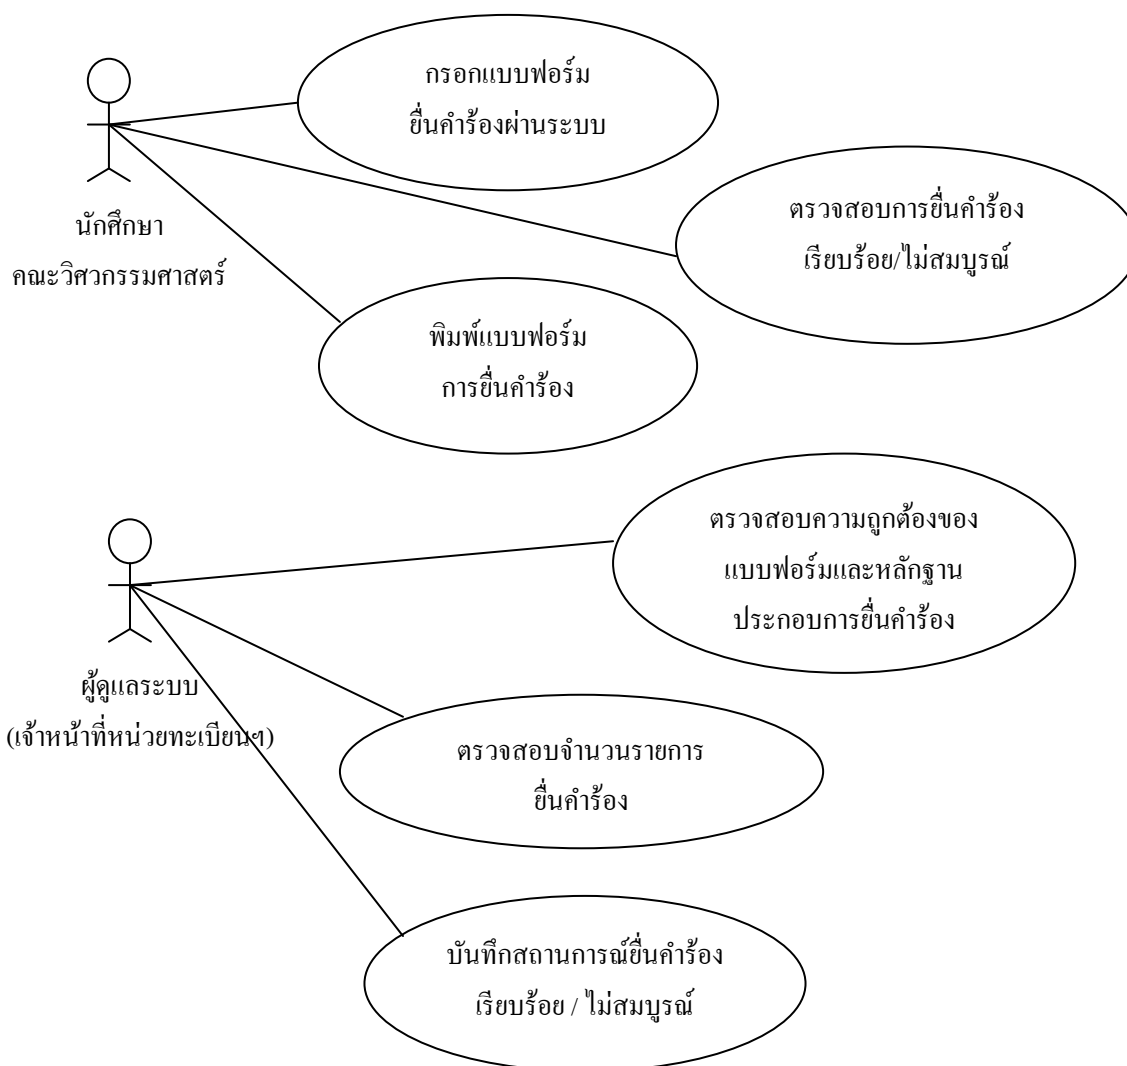 กรอกแบบฟอร์ม
ยื่นคำร้องผ่านระบบ
นักศึกษา
คณะวิศวกรรมศาสตร์
ตรวจสอบการยื่นคำร้อง
เรียบร้อย/ไม่สมบูรณ์
พิมพ์แบบฟอร์ม
การยื่นคำร้อง
ตรวจสอบความถูกต้องของ
แบบฟอร์มและหลักฐาน
ประกอบการยื่นคำร้อง
ผู้ดูแลระบบ
(เจ้าหน้าที่หน่วยทะเบียนฯ)
ตรวจสอบจำนวนรายการ
ยื่นคำร้อง
บันทึกสถานการณ์ยื่นคำร้อง
เรียบร้อย / ไม่สมบูรณ์